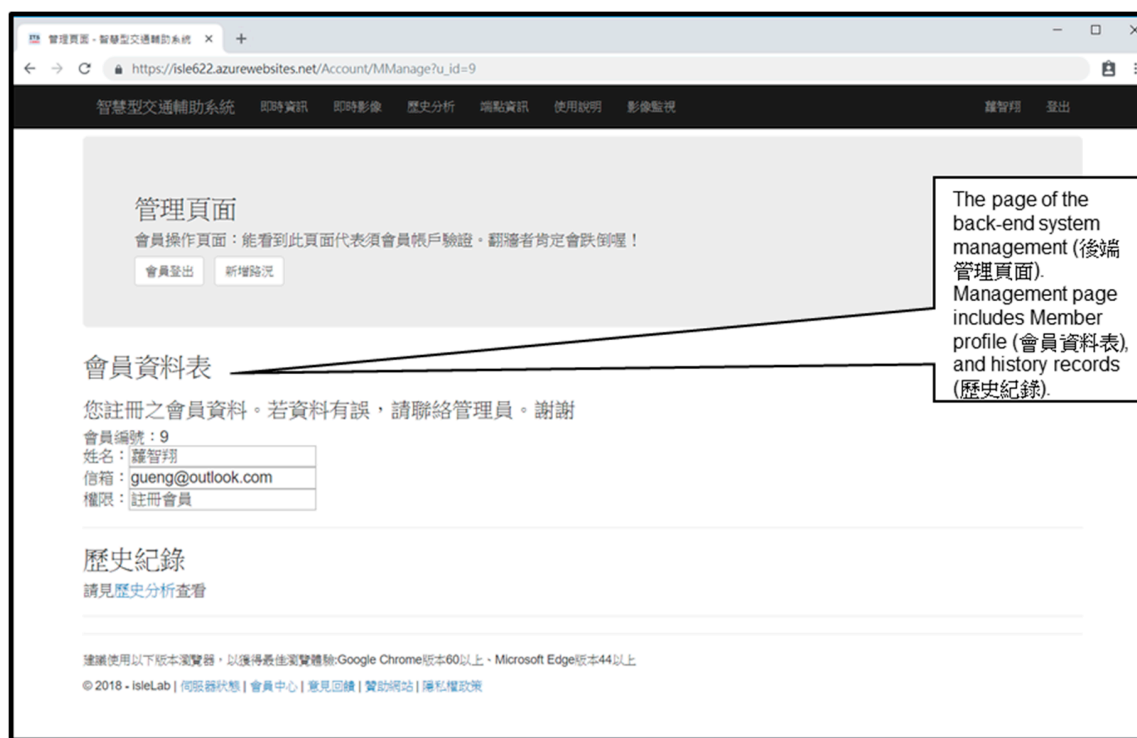 管理頁面 - 智慧型交通輔助系統
https://isle622.azurewebsites.net/Account/MManage?u_id=9
智慧型交通輔助系統 即時資訊 即時影像 歷史分析 端點資訊 使用說明 影像監視 蘿智翔 登出
管理頁面
會員操作頁面：能看到此頁面代表須會員帳戶驗證。翻牆者肯定會跌倒喔！
會員登出 新增路況
The page of the
back-end system
management (後端
管理頁面).
Management page
includes Member
profile (會員資料表),
and history records
(歷史紀錄).
會員資料表
您註冊之會員資料。若資料有誤，請聯絡管理員。謝謝
會員編號：9
姓名：蘿智翔
信箱：gueng@outlook.com
權限：註冊會員
歷史紀錄
請見歷史分析查看
建議使用以下版本瀏覽器，以獲得最佳瀏覽體驗:Google Chrome版本60以上、Microsoft Edge版本44以上
© 2018 - isleLab | 伺服器狀態 | 會員中心 | 意見回饋 | 贊助網站 | 隱私權政策